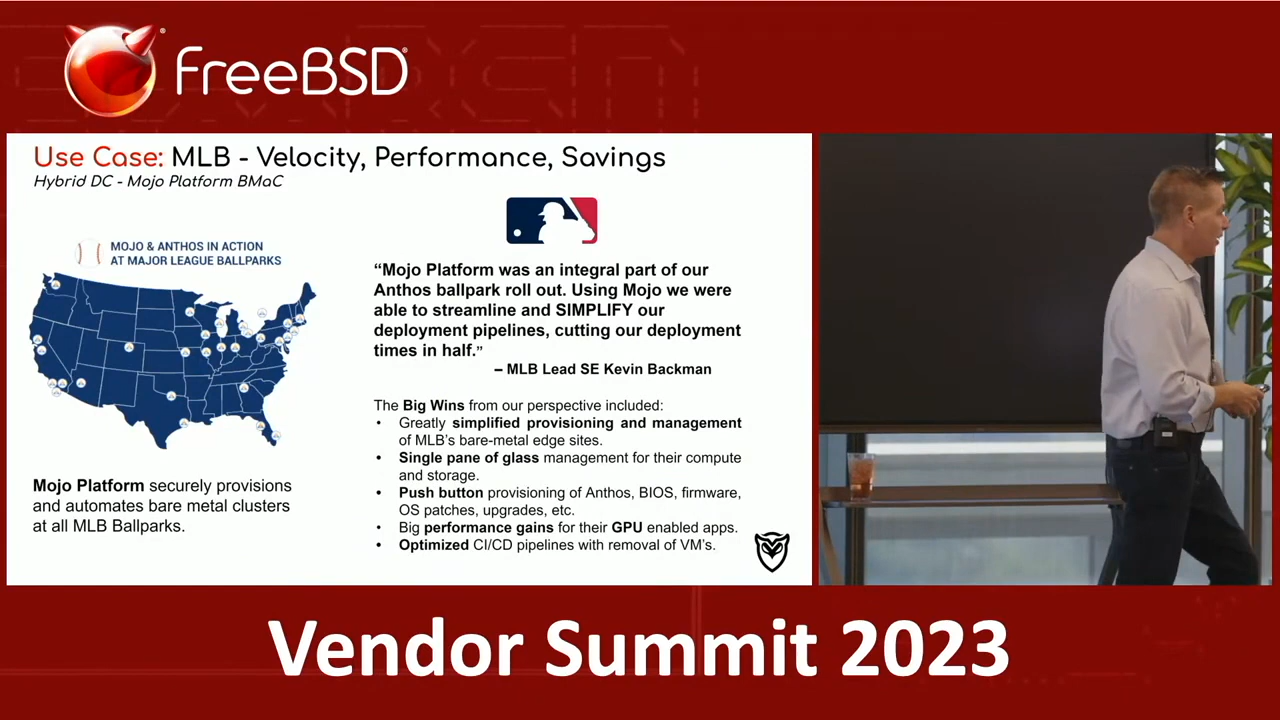 FreeBSD®
Use Case: MLB - Velocity, Performance, Savings
Hybrid DC - Mojo Platform BMaC
MOJO & ANTHOS IN ACTION
AT MAJOR LEAGUE BALLPARKS
Mojo Platform securely provisions
and automates bare metal clusters
at all MLB Ballparks.
“Mojo Platform was an integral part of our
Anthos ballpark roll out. Using Mojo we were
able to streamline and SIMPLIFY our
deployment pipelines, cutting our deployment
times in half.”
– MLB Lead SE Kevin Backman
The Big Wins from our perspective included:
• Greatly simplified provisioning and management
of MLB's bare-metal edge sites.
• Single pane of glass management for their compute
and storage.
• Push button provisioning of Anthos, BIOS, firmware,
OS patches, upgrades, etc.
• Big performance gains for their GPU enabled apps.
• Optimized CI/CD pipelines with removal of VM's.
Vendor Summit 2023